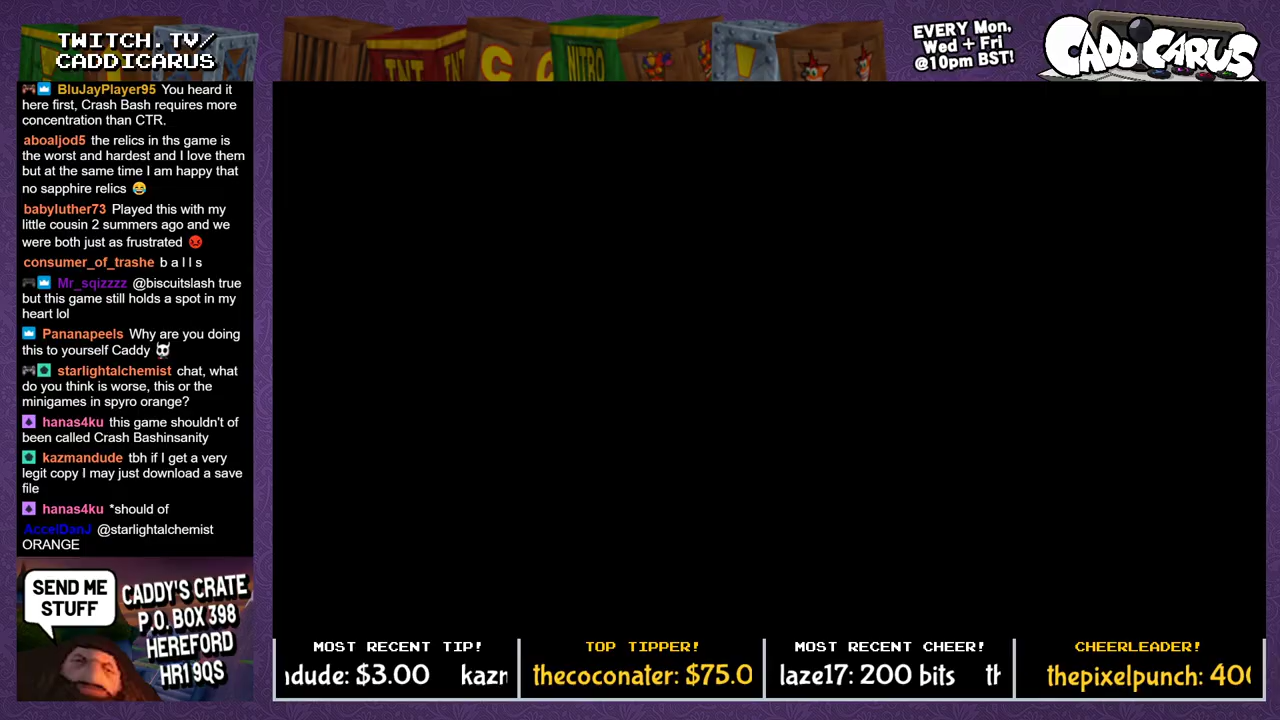 TWITCH.TV/
CADDICARUS
TNT
TNT
C
NITRO
EVERY Mon,
Wed + Fri
@10pm BST!
CADDICARUS
BluJayPlayer95 You heard it
here first, Crash Bash requires more
concentration than CTR.
aboaljod5 the relics in ths game is
the worst and hardest and I love them
but at the same time I am happy that
no sapphire relics
babyluther73 Played this with my
little cousin 2 summers ago and we
were both just as frustrated
consumer_of_trashe b a l l s
Mr_sqizzzz @biscuitslash true
but this game still holds a spot in my
heart lol
Pananapeels Why are you doing
this to yourself Caddy
starlightalchemist chat, what
do you think is worse, this or the
minigames in spyro orange?
hanas4ku this game shouldn't of
been called Crash Bashinsanity
kazmandude tbh if I get a very
legit copy I may just download a save
file
hanas4ku *should of
AccelDanJ @starlightalchemist
ORANGE
SEND ME
STUFF
CADDY'S CRATE
P.O. BOX 398
HEREFORD
HR1 9QS
MOST RECENT TIP!
dude: $3.00 kazm
TOP TIPPER!
thecoconater: $75.0
MOST RECENT CHEER!
laze17: 200 bits th
CHEERLEADER!
thepixelpunch: 400